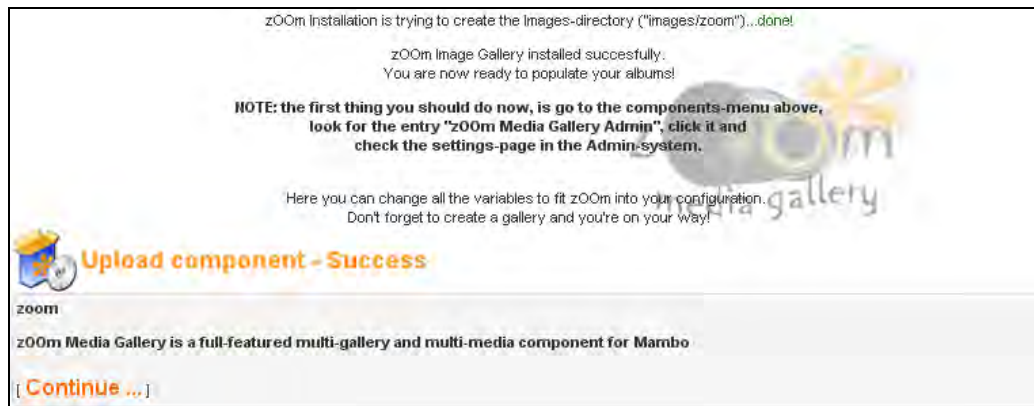 zOOm Installation is trying to create the Images-directory ("images/zoom")...done!
zOOm Image Gallery installed succesfully.
You are now ready to populate your albums!
NOTE: the first thing you should do now, is go to the components-menu above,
look for the entry "zOOm Media Gallery Admin", click it and
check the settings-page in the Admin-system.
zOOm
media gallery
Here you can change all the variables to fit zOOm into your configuration.
Don't forget to create a gallery and you're on your way!
Upload component - Success
zoom
zOOm Media Gallery is a full-featured multi-gallery and multi-media component for Mambo
[ Continue ... ]